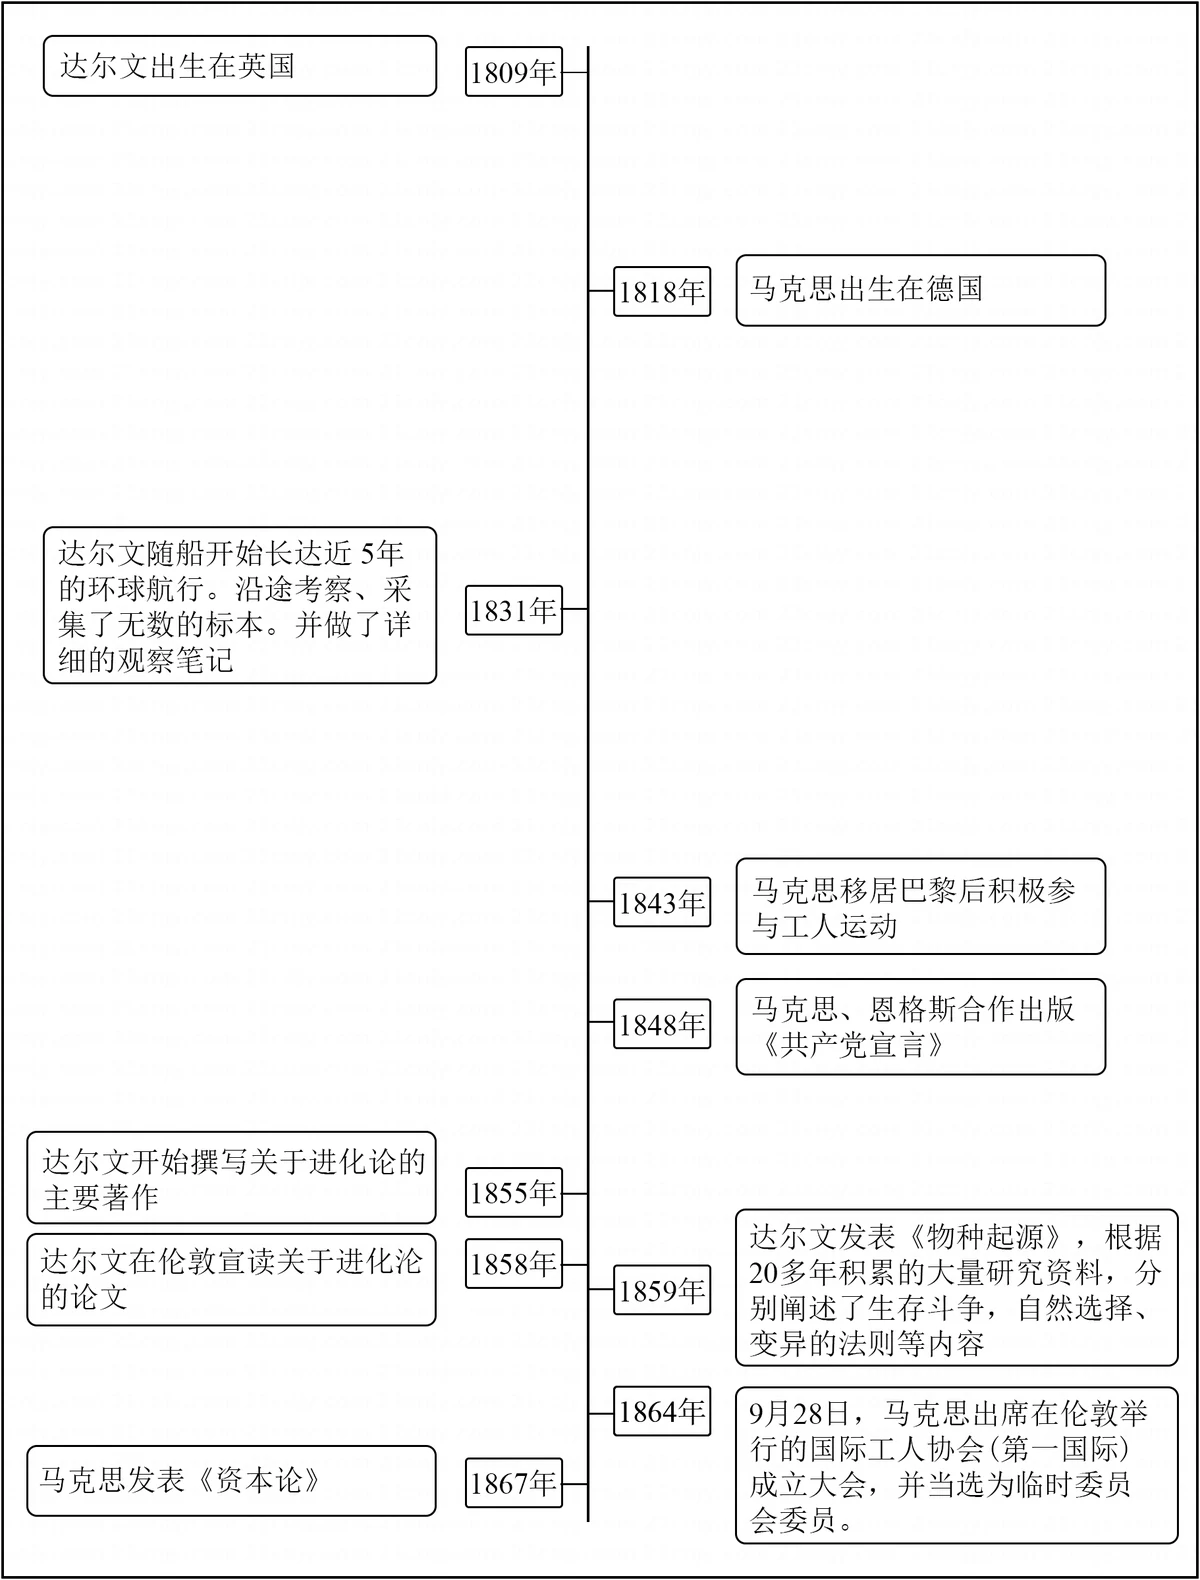 达尔文出生在英国
1809年
1818年
马克思出生在德国
达尔文随船开始长达近 5年
的环球航行。沿途考察、采
集了无数的标本。并做了详
细的观察笔记
1831年
1843年
马克思移居巴黎后积极参
与工人运动
1848年
马克思、恩格斯合作出版
《共产党宣言》
达尔文开始撰写关于进化论的
主要著作
1855年
达尔文在伦敦宣读关于进化沦
的论文
1858年
1859年
达尔文发表《物种起源》，根据
20多年积累的大量研究资料，分
别阐述了生存斗争，自然选择、
变异的法则等内容
1864年
9月28日，马克思出席在伦敦举
行的国际工人协会(第一国际)
成立大会，并当选为临时委员
会委员。
马克思发表《资本论》
1867年